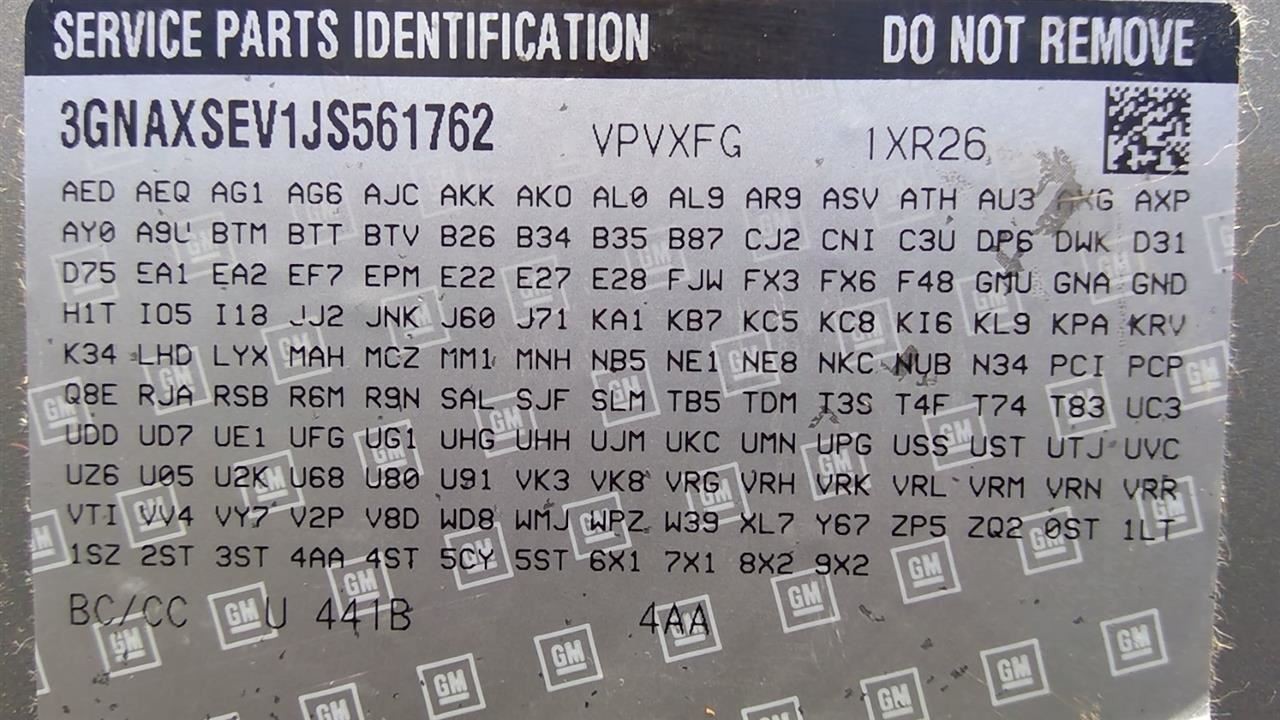 SERVICE PARTS IDENTIFICATION DO NOT REMOVE
3GNAXSEV1JS561762 VPVXFG 1XR26
AED AEQ AG1 AG6 AJC AKK AKO AL0 AL9 AR9 ASV ATH AU3 AXG AXP
AY0 A9U BTM BTT BTV B26 B34 B35 B87 CJ2 CNI C3U DP6 DWK D31
D75 EA1 EA2 EF7 EPM E22 E27 E28 FJW FX3 FX6 F48 GMU GNA GND
H1T IO5 I18 JJ2 JNK J60 J71 KA1 KB7 KC5 KC8 KI6 KL9 KPA KRV
K34 LHD LYX MAH MCZ MM1 MNH NB5 NE1 NE8 NKC NUB N34 PCI PCP
Q8E RJA RSB R6M R9N SAL SJF SLM TB5 TDM T3S T4F T74 T83 UC3
UDD UD7 UE1 UFG UG1 UHG UHH UJM UKC UMN UPG USS UST UTJ UVC
UZ6 U05 U2K U68 U80 U91 VK3 VK8 VRG VRH VRK VRL VRM VRN VRR
VTI VV4 VY7 V2P V8D WD8 WMJ WPZ W39 XL7 Y67 ZP5 ZQ2 0ST 1LT
1SZ 2ST 3ST 4AA 4ST 5CY 5ST 6X1 7X1 8X2 9X2
BC/CC U 441B 4AA